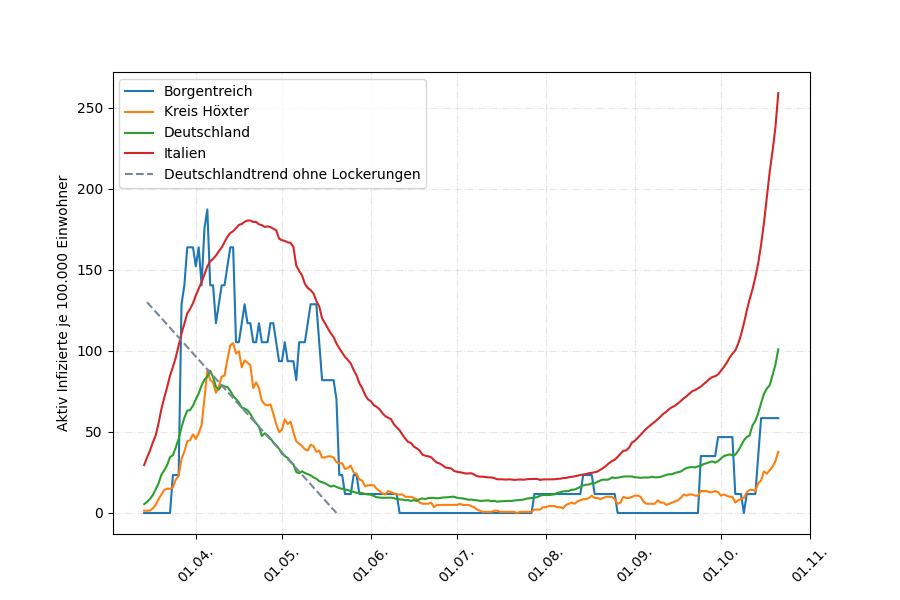 Borgentreich
Kreis Höxter
Deutschland
Italien
Deutschlandtrend ohne Lockerungen
Aktiv Infizierte je 100.000 Einwohner
250
200
150
100
50
0
01.04.
01.05.
01.06.
01.07.
01.08.
01.09.
01.10.
01.11.